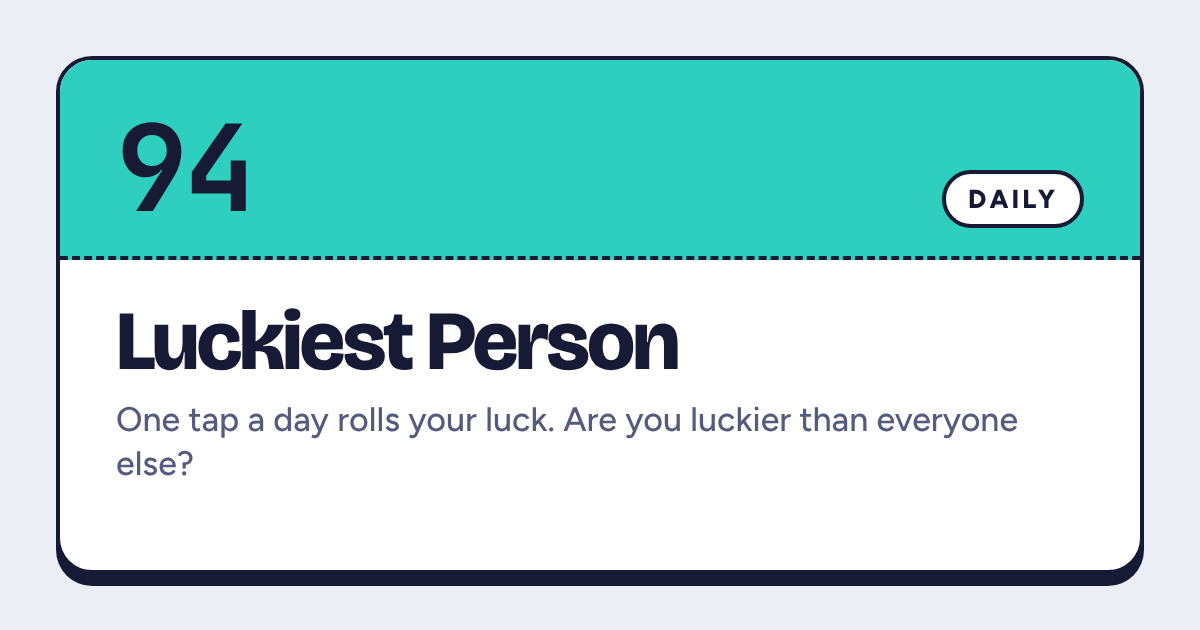 94
DAILY
Luckiest Person
One tap a day rolls your luck. Are you luckier than everyone
else?